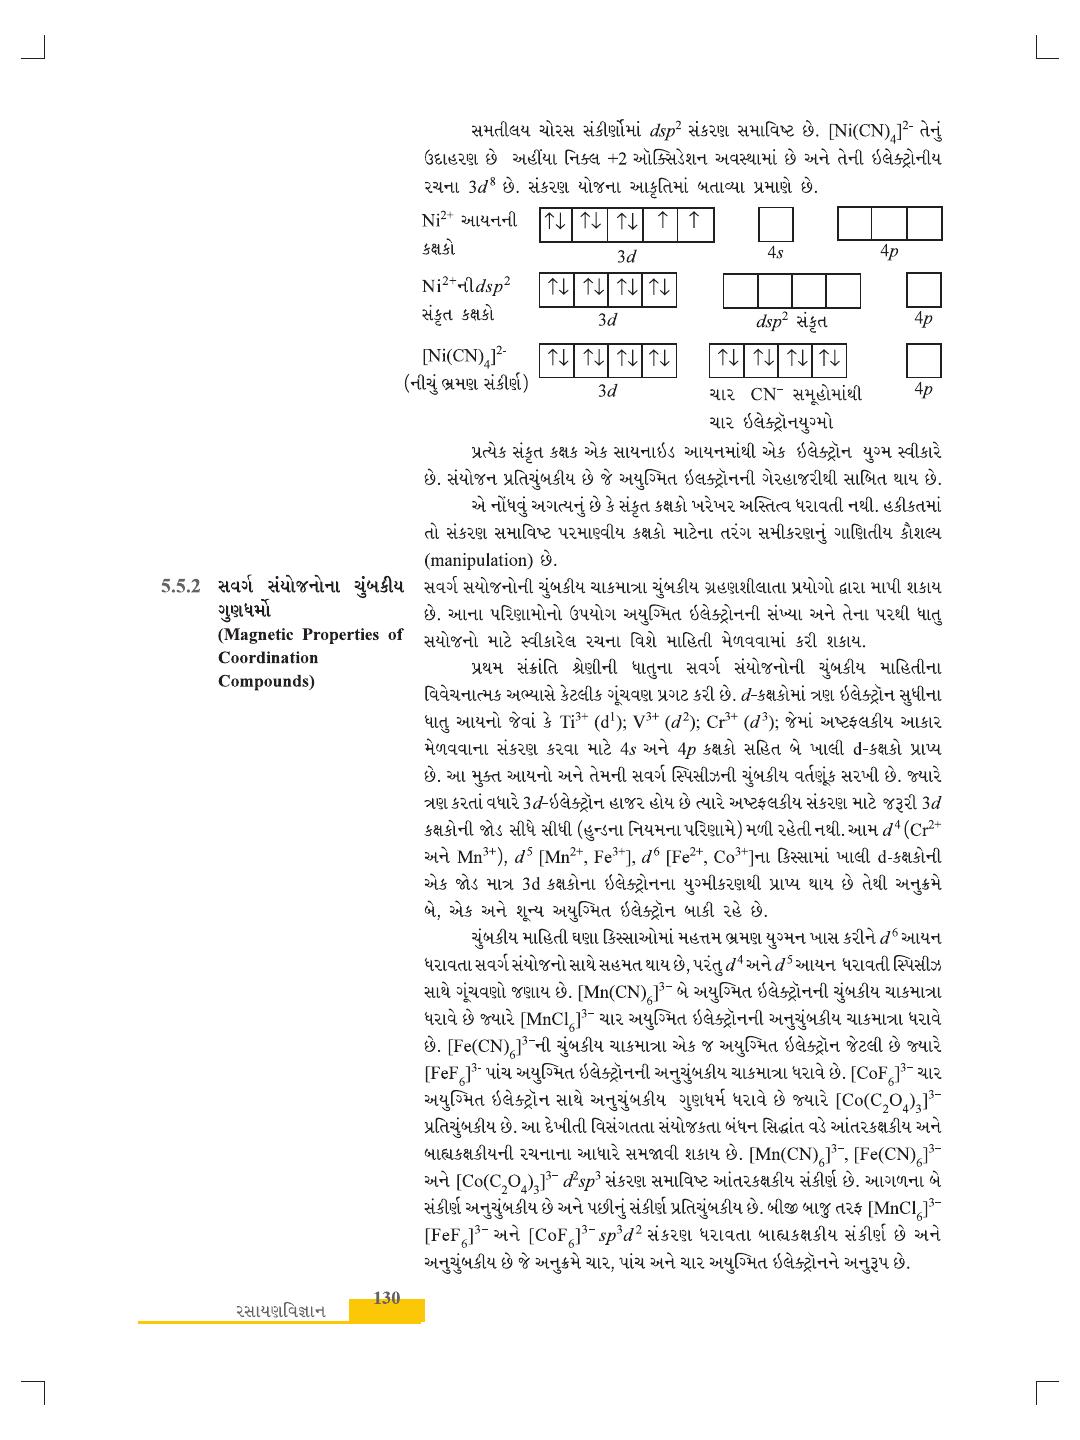 સમતીલય ચોરસ સંકીર્ણોમાં dsp² સંકરણ સમાવિષ્ટ છે. [Ni(CN)₄]²⁻ તેનું
ઉદાહરણ છે અહીંયા નિકલ +2 ઑક્સિડેશન અવસ્થામાં છે અને તેની ઇલેક્ટ્રોનીય
રચના 3d⁸ છે. સંકરણ યોજના આકૃતિમાં બતાવ્યા પ્રમાણે છે.
Ni²⁺ આયનની
કક્ષકો
↑↓ ↑↓ ↑↓ ↑ ↑
3d 4s 4p
Ni²⁺નીdsp²
સંકૃત કક્ષકો
↑↓ ↑↓ ↑↓ ↑↓
3d dsp² સંકૃત 4p
[Ni(CN)₄]²⁻
(નીચું ભ્રમણ સંકીર્ણ)
↑↓ ↑↓ ↑↓ ↑↓ ↑↓ ↑↓ ↑↓ ↑↓
3d ચાર CN⁻ સમૂહોમાંથી 4p
ચાર ઇલેક્ટ્રૉનયુગ્મો
પ્રત્યેક સંકૃત કક્ષક એક સાયનાઇડ આયનમાંથી એક ઇલેક્ટ્રૉન યુગ્મ સ્વીકારે
છે. સંયોજન પ્રતિચુંબકીય છે જે અયુગ્મિત ઇલક્ટ્રૉનની ગેરહાજરીથી સાબિત થાય છે.
એ નોંધવું અગત્યનું છે કે સંકૃત કક્ષકો ખરેખર અસ્તિત્વ ધરાવતી નથી. હકીકતમાં
તો સંકરણ સમાવિષ્ટ પરમાણ્વીય કક્ષકો માટેના તરંગ સમીકરણનું ગાણિતીય કૌશલ્ય
(manipulation) છે.
5.5.2 સવર્ગ સંયોજનોના ચુંબકીય
ગુણધર્મો
(Magnetic Properties of
Coordination
Compounds)
સવર્ગ સયોજનોની ચુંબકીય ચાકમાત્રા ચુંબકીય ગ્રહણશીલાતા પ્રયોગો દ્વારા માપી શકાય
છે. આના પરિણામોનો ઉપયોગ અયુગ્મિત ઇલેક્ટ્રોનની સંખ્યા અને તેના પરથી ધાતુ
સયોજનો માટે સ્વીકારેલ રચના વિશે માહિતી મેળવવામાં કરી શકાય.
પ્રથમ સંક્રાંતિ શ્રેણીની ધાતુના સવર્ગ સંયોજનોની ચુંબકીય માહિતીના
વિવેચનાત્મક અભ્યાસે કેટલીક ગૂંચવણ પ્રગટ કરી છે. d-કક્ષકોમાં ત્રણ ઇલેક્ટ્રૉન સુધીના
ધાતુ આયનો જેવાં કે Ti³⁺ (d¹); V³⁺ (d²); Cr³⁺ (d³); જેમાં અષ્ટફલકીય આકાર
મેળવવાના સંકરણ કરવા માટે 4s અને 4p કક્ષકો સહિત બે ખાલી d-કક્ષકો પ્રાપ્ય
છે. આ મુક્ત આયનો અને તેમની સવર્ગ સ્પિસીઝની ચુંબકીય વર્તણૂંક સરખી છે. જ્યારે
ત્રણ કરતાં વધારે 3d-ઇલેક્ટ્રૉન હાજર હોય છે ત્યારે અષ્ટફલકીય સંકરણ માટે જરૂરી 3d
કક્ષકોની જોડ સીધે સીધી (હુન્ડના નિયમના પરિણામે) મળી રહેતી નથી. આમ d⁴ (Cr²⁺
અને Mn³⁺), d⁵ [Mn²⁺, Fe³⁺], d⁶ [Fe²⁺, Co³⁺]ના કિસ્સામાં ખાલી d-કક્ષકોની
એક જોડ માત્ર 3d કક્ષકોના ઇલેક્ટ્રોનના યુગ્મીકરણથી પ્રાપ્ય થાય છે તેથી અનુક્રમે
બે, એક અને શૂન્ય અયુગ્મિત ઇલેક્ટ્રૉન બાકી રહે છે.
ચુંબકીય માહિતી ઘણા કિસ્સાઓમાં મહત્તમ ભ્રમણ યુગ્મન ખાસ કરીને d⁶ આયન
ધરાવતા સવર્ગ સંયોજનો સાથે સહમત થાય છે, પરંતુ d⁴ અને d⁵ આયન ધરાવતી સ્પિસીઝ
સાથે ગૂંચવણો જણાય છે. [Mn(CN)₆]³⁻ બે અયુગ્મિત ઇલેક્ટ્રૉનની ચુંબકીય ચાકમાત્રા
ધરાવે છે જ્યારે [MnCl₆]³⁻ ચાર અયુગ્મિત ઇલેક્ટ્રૉનની અનુચુંબકીય ચાકમાત્રા ધરાવે
છે. [Fe(CN)₆]³⁻ની ચુંબકીય ચાકમાત્રા એક જ અયુગ્મિત ઇલેક્ટ્રૉન જેટલી છે જ્યારે
[FeF₆]³⁻ પાંચ અયુગ્મિત ઇલેક્ટ્રૉનની અનુચુંબકીય ચાકમાત્રા ધરાવે છે. [CoF₆]³⁻ ચાર
અયુગ્મિત ઇલેક્ટ્રૉન સાથે અનુચુંબકીય ગુણધર્મ ધરાવે છે જ્યારે [Co(C₂O₄)₃]³⁻
પ્રતિચુંબકીય છે. આ દેખીતી વિસંગતતા સંયોજકતા બંધન સિદ્ધાંત વડે આંતરકક્ષકીય અને
બાહ્યકક્ષકીયની રચનાના આધારે સમજાવી શકાય છે. [Mn(CN)₆]³⁻, [Fe(CN)₆]³⁻
અને [Co(C₂O₄)₃]³⁻ d²sp³ સંકરણ સમાવિષ્ટ આંતરકક્ષકીય સંકીર્ણ છે. આગળના બે
સંકીર્ણ અનુચુંબકીય છે અને પછીનું સંકીર્ણ પ્રતિચુંબકીય છે. બીજી બાજુ તરફ [MnCl₆]³⁻
[FeF₆]³⁻ અને [CoF₆]³⁻ sp³d² સંકરણ ધરાવતા બાહ્યકક્ષકીય સંકીર્ણ છે અને
અનુચુંબકીય છે જે અનુક્રમે ચાર, પાંચ અને ચાર અયુગ્મિત ઇલેક્ટ્રૉનને અનુરૂપ છે.
રસાયણવિજ્ઞાન 130